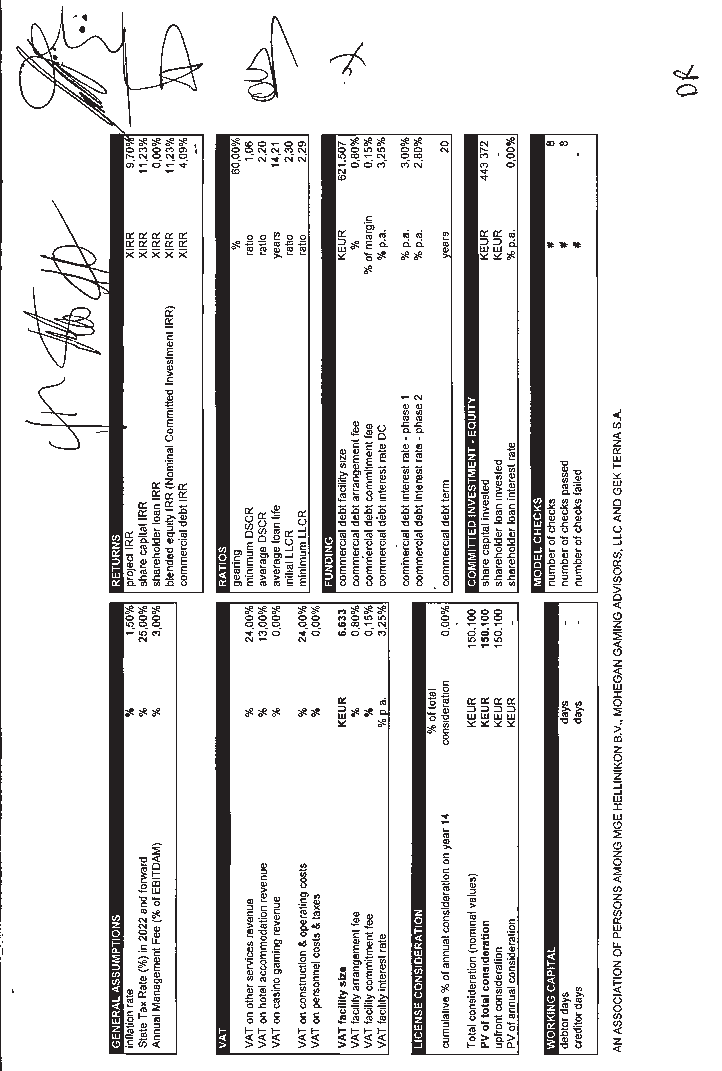 GENERAL ASSUMPTIONS
inflation rate % 1,50%
State Tax Rate (%) in 2022 and forward % 25,00%
Annual Management Fee (% of EBITDAM) % 3,00%
VAT
VAT on other services revenue % 24,00%
VAT on hotel accommodation revenue % 13,00%
VAT on casino gaming revenue % 0,00%
VAT on construction & operating costs % 24,00%
VAT on personnel costs & taxes % 0,00%
VAT facility size KEUR 6.633
VAT facility arrangement fee % 0,80%
VAT facility commitment fee % 0,15%
VAT facility interest rate % p.a. 3,25%
LICENSE CONSIDERATION
% of total
cumulative % of annual consideration on year 14 consideration 0,00%
Total consideration (nominal values) KEUR 150.100
PV of total consideration KEUR 150.100
upfront consideration KEUR 150.100
PV of annual consideration KEUR -
WORKING CAPITAL
debtor days days -
creditor days days -
RETURNS
project IRR XIRR 9,70%
share capital IRR XIRR 11,23%
shareholder loan IRR XIRR 0,00%
blended equity IRR (Nominal Committed Investment IRR) XIRR 11,23%
commercial debt IRR XIRR 4,09%
RATIOS
gearing % 60,00%
minimum DSCR ratio 1,06
average DSCR ratio 2,20
average loan life years 14,21
initial LLCR ratio 2,30
minimum LLCR ratio 2,29
FUNDING
commercial debt facility size KEUR 621.507
commercial debt arrangement fee % 0,80%
commercial debt commitment fee % of margin 0,15%
commercial debt interest rate DC % p.a. 3,25%
commercial debt interest rate - phase 1 % p.a. 3,00%
commercial debt interest rate - phase 2 % p.a. 2,80%
commercial debt term years 20
COMMITTED INVESTMENT - EQUITY
share capital invested KEUR 443 372
shareholder loan invested KEUR -
shareholder loan interest rate % p.a. 0,00%
MODEL CHECKS
number of checks # 8
number of checks passed # 8
number of checks failed # -
AN ASSOCIATION OF PERSONS AMONG MGE HELLINIKON B.V., MOHEGAN GAMING ADVISORS, LLC AND GEK TERNA S.A.
DR